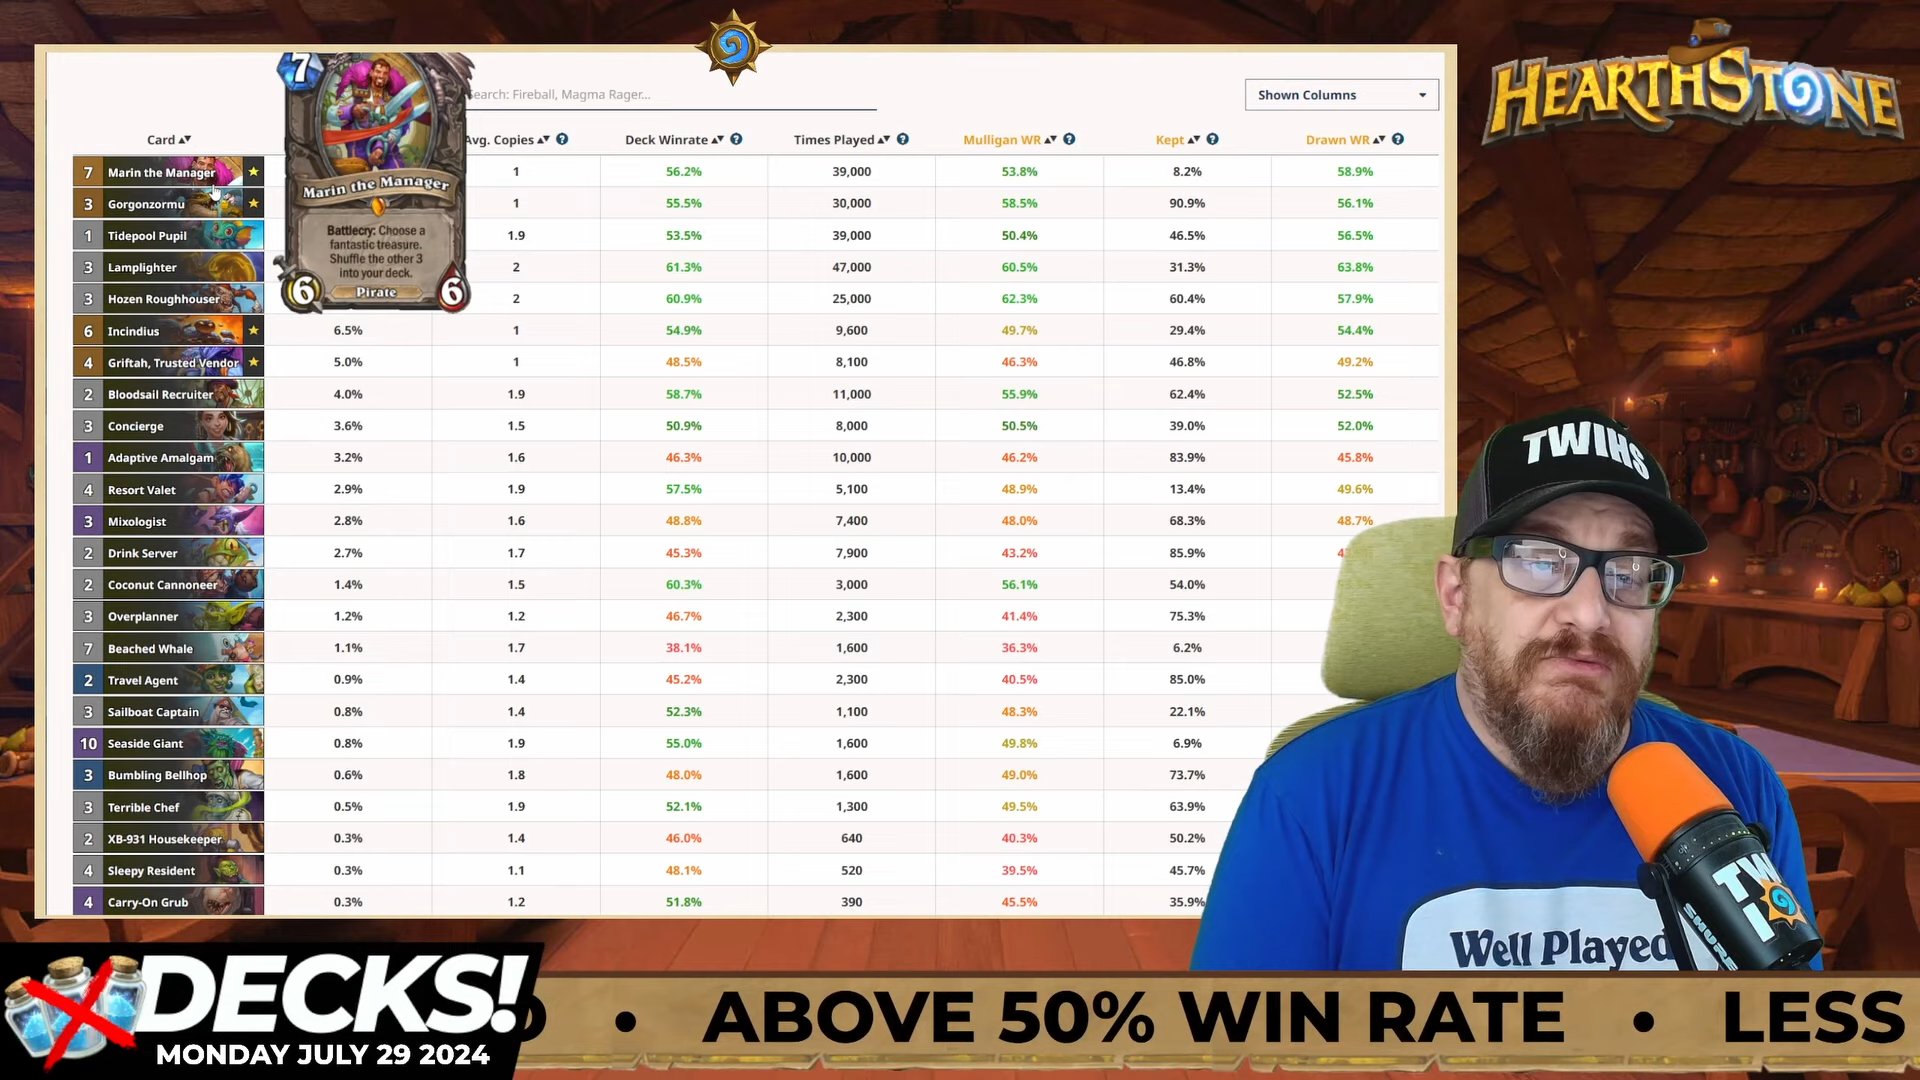 HEARTHSTONE
Search: Fireball, Magma Rager...
Shown Columns
Card
Avg. Copies ?
Deck Winrate ?
Times Played ?
Mulligan WR ?
Kept ?
Drawn WR ?
7
Marin the Manager
Battlecry: Choose a
fantastic treasure.
Shuffle the other 3
into your deck.
Pirate
6
6
7 Marin the Manager 1 56.2% 39,000 53.8% 8.2% 58.9%
3 Gorgonzormu 1 55.5% 30,000 58.5% 90.9% 56.1%
1 Tidepool Pupil 1.9 53.5% 39,000 50.4% 46.5% 56.5%
3 Lamplighter 2 61.3% 47,000 60.5% 31.3% 63.8%
3 Hozen Roughhouser 2 60.9% 25,000 62.3% 60.4% 57.9%
6 Incindius 6.5% 1 54.9% 9,600 49.7% 29.4% 54.4%
4 Griftah, Trusted Vendor 5.0% 1 48.5% 8,100 46.3% 46.8% 49.2%
2 Bloodsail Recruiter 4.0% 1.9 58.7% 11,000 55.9% 62.4% 52.5%
3 Concierge 3.6% 1.5 50.9% 8,000 50.5% 39.0% 52.0%
1 Adaptive Amalgam 3.2% 1.6 46.3% 10,000 46.2% 83.9% 45.8%
4 Resort Valet 2.9% 1.9 57.5% 5,100 48.9% 13.4% 49.6%
3 Mixologist 2.8% 1.6 48.8% 7,400 48.0% 68.3% 48.7%
2 Drink Server 2.7% 1.7 45.3% 7,900 43.2% 85.9%
2 Coconut Cannoneer 1.4% 1.5 60.3% 3,000 56.1% 54.0%
3 Overplanner 1.2% 1.2 46.7% 2,300 41.4% 75.3%
7 Beached Whale 1.1% 1.7 38.1% 1,600 36.3% 6.2%
2 Travel Agent 0.9% 1.4 45.2% 2,300 40.5% 85.0%
3 Sailboat Captain 0.8% 1.4 52.3% 1,100 48.3% 22.1%
10 Seaside Giant 0.8% 1.9 55.0% 1,600 49.8% 6.9%
3 Bumbling Bellhop 0.6% 1.8 48.0% 1,600 49.0% 73.7%
3 Terrible Chef 0.5% 1.9 52.1% 1,300 49.5% 63.9%
2 XB-931 Housekeeper 0.3% 1.4 46.0% 640 40.3% 50.2%
4 Sleepy Resident 0.3% 1.1 48.1% 520 39.5% 45.7%
4 Carry-On Grub 0.3% 1.2 51.8% 390 45.5% 35.9%
TWIHS
Well Played
SHURE
DECKS!
MONDAY JULY 29 2024
• ABOVE 50% WIN RATE • LESS